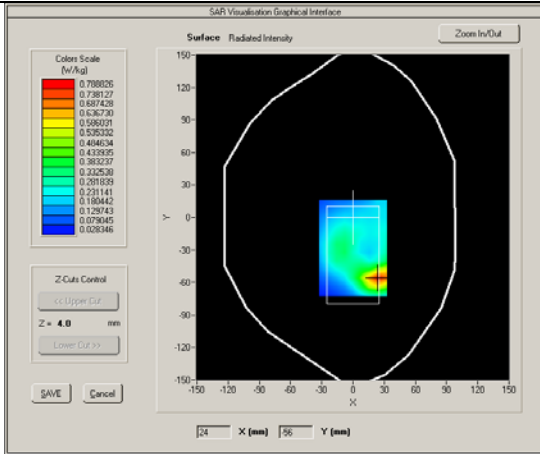 SAR Visualisation Graphical Interface
Surface Radiated Intensity
Zoom In/Out
Colors Scale
(W/kg)
0.788826
0.738127
0.687428
0.636730
0.586031
0.535332
0.484634
0.433935
0.383237
0.332538
0.281839
0.231141
0.180442
0.129743
0.079045
0.028346
Z-Cuts Control
<< Upper Cut
Z = 4.0 mm
Lower Cut >>
SAVE
Cancel
150-
120-
90-
60-
30-
0-
-30-
-60-
-90-
-120-
-150-
Y
-150 -120 -90 -60 -30 0 30 60 90 120 150
X
24 X (mm) -56 Y (mm)